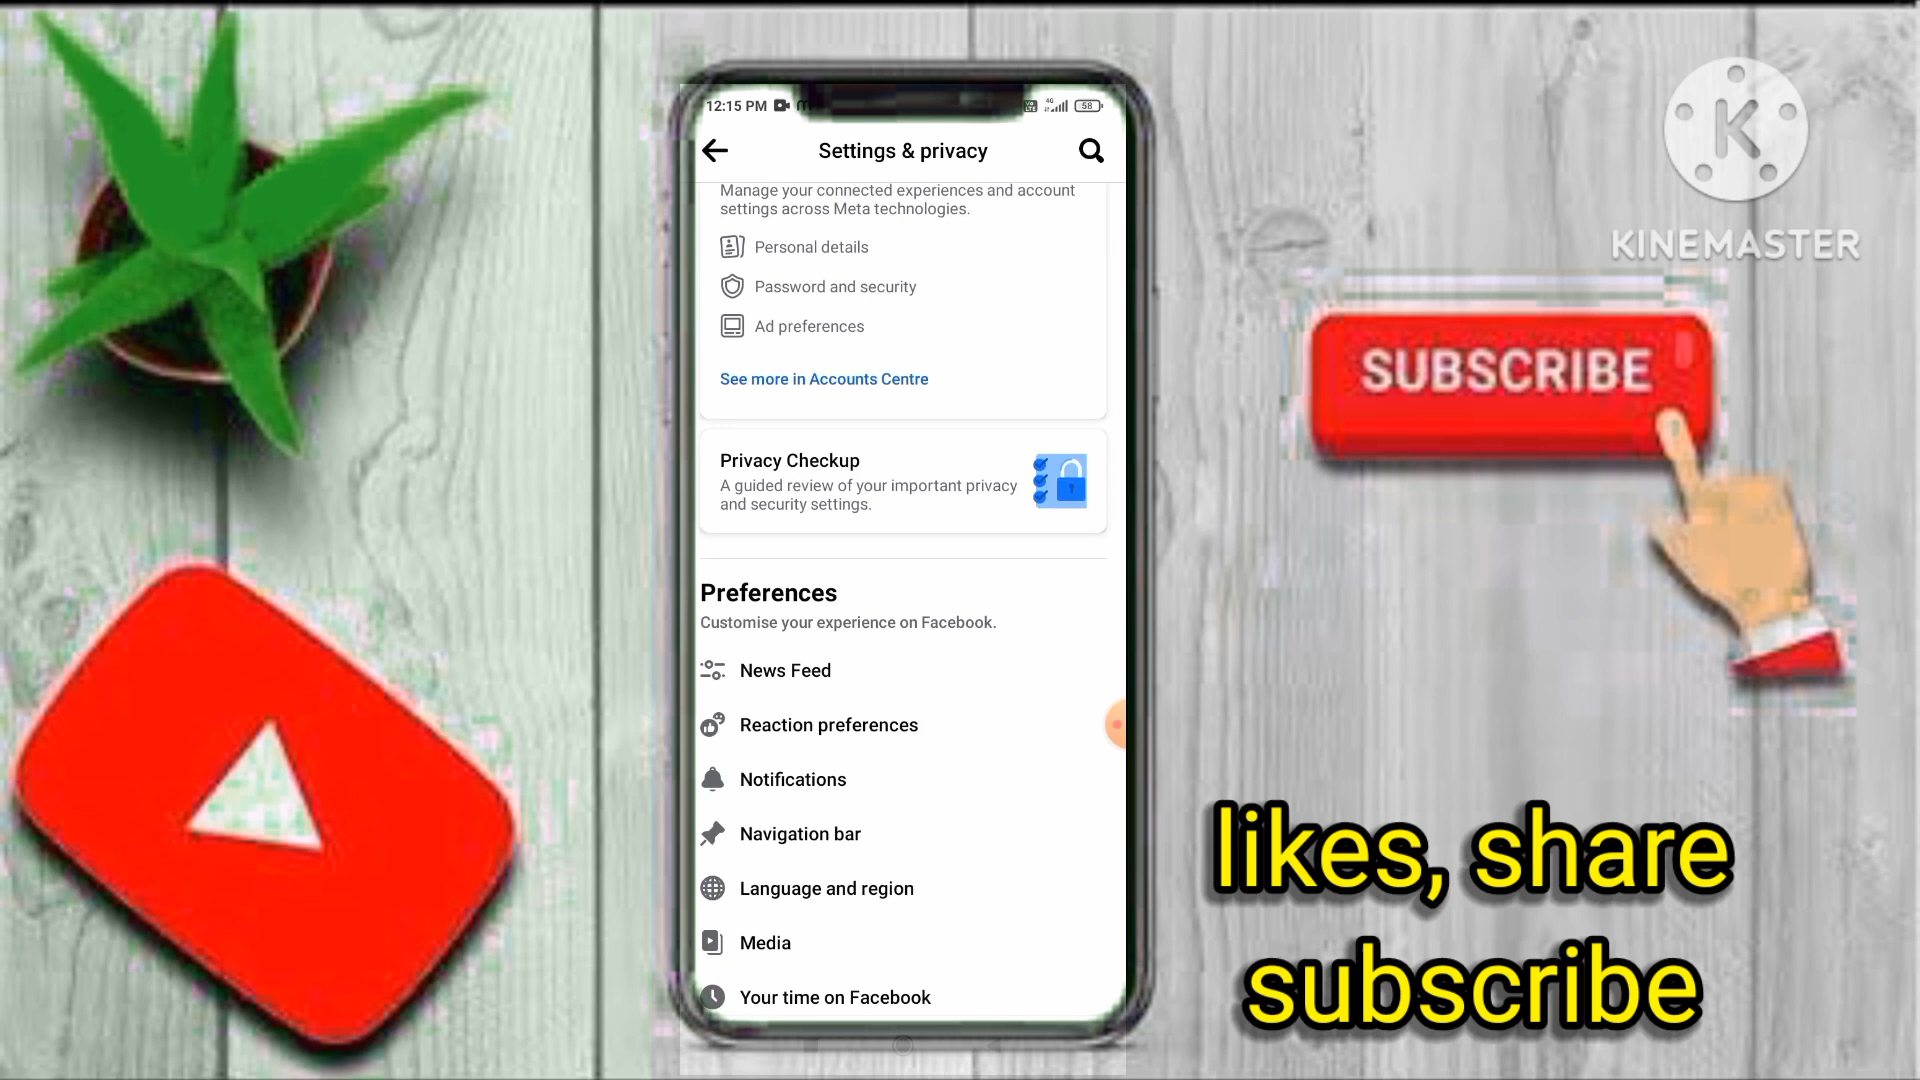 12:15 PM
58
Settings & privacy
Manage your connected experiences and account
settings across Meta technologies.
Personal details
Password and security
Ad preferences
See more in Accounts Centre
Privacy Checkup
A guided review of your important privacy
and security settings.
Preferences
Customise your experience on Facebook.
News Feed
Reaction preferences
Notifications
Navigation bar
Language and region
Media
Your time on Facebook
K
KINEMASTER
SUBSCRIBE
likes, share
subscribe